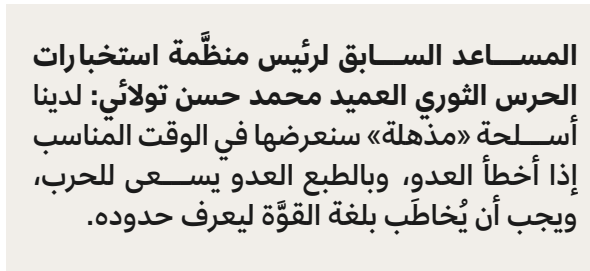 المساعد السابق لرئيس منظَّمة استخبارات
الحرس الثوري العميد محمد حسن تولائي: لدينا
أسلحة «مذهلة» سنعرضها في الوقت المناسب
إذا أخطأ العدو، وبالطبع العدو يسعى للحرب،
ويجب أن يُخاطَب بلغة القوَّة ليعرف حدوده.